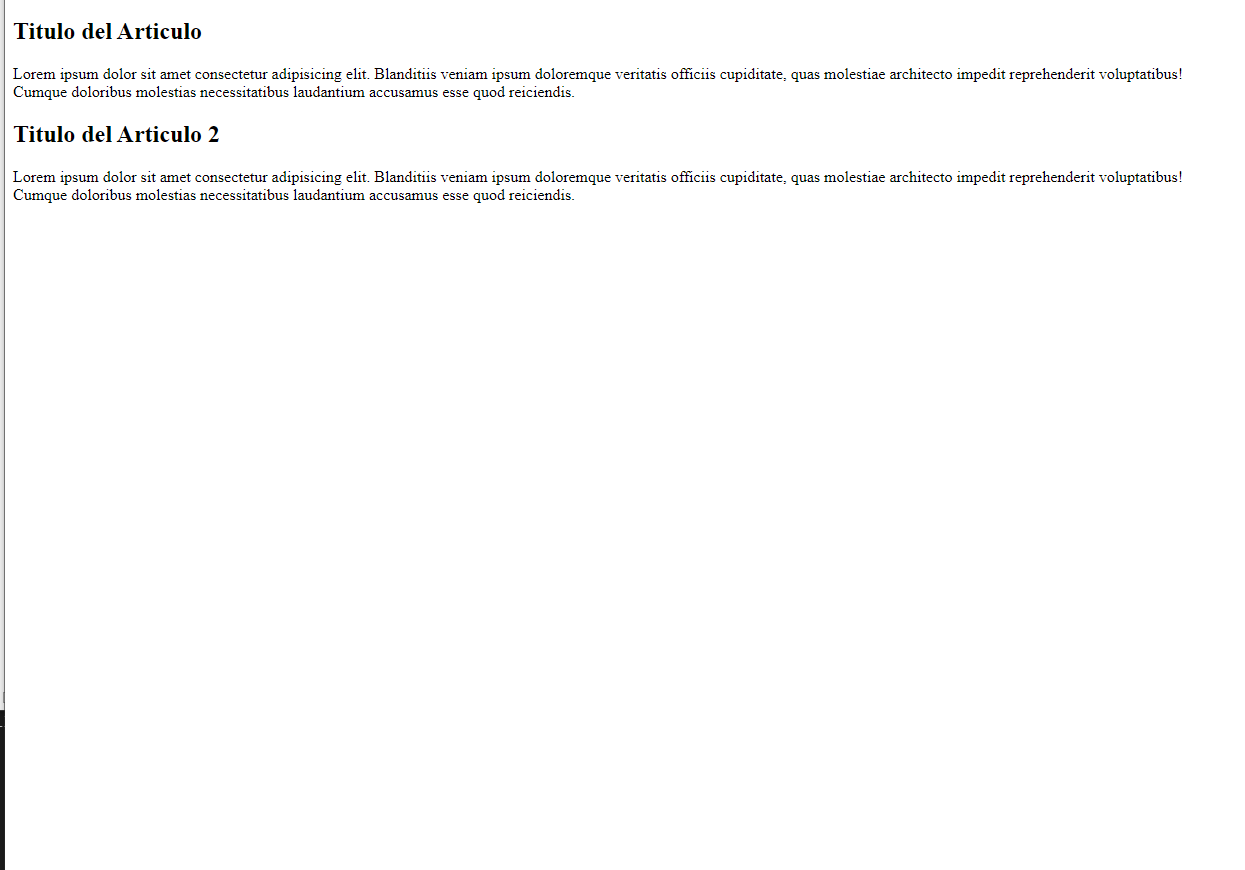 Titulo del Articulo
Lorem ipsum dolor sit amet consectetur adipisicing elit. Blanditiis veniam ipsum doloremque veritatis officiis cupiditate, quas molestiae architecto impedit reprehenderit voluptatibus!
Cumque doloribus molestias necessitatibus laudantium accusamus esse quod reiciendis.
Titulo del Articulo 2
Lorem ipsum dolor sit amet consectetur adipisicing elit. Blanditiis veniam ipsum doloremque veritatis officiis cupiditate, quas molestiae architecto impedit reprehenderit voluptatibus!
Cumque doloribus molestias necessitatibus laudantium accusamus esse quod reiciendis.